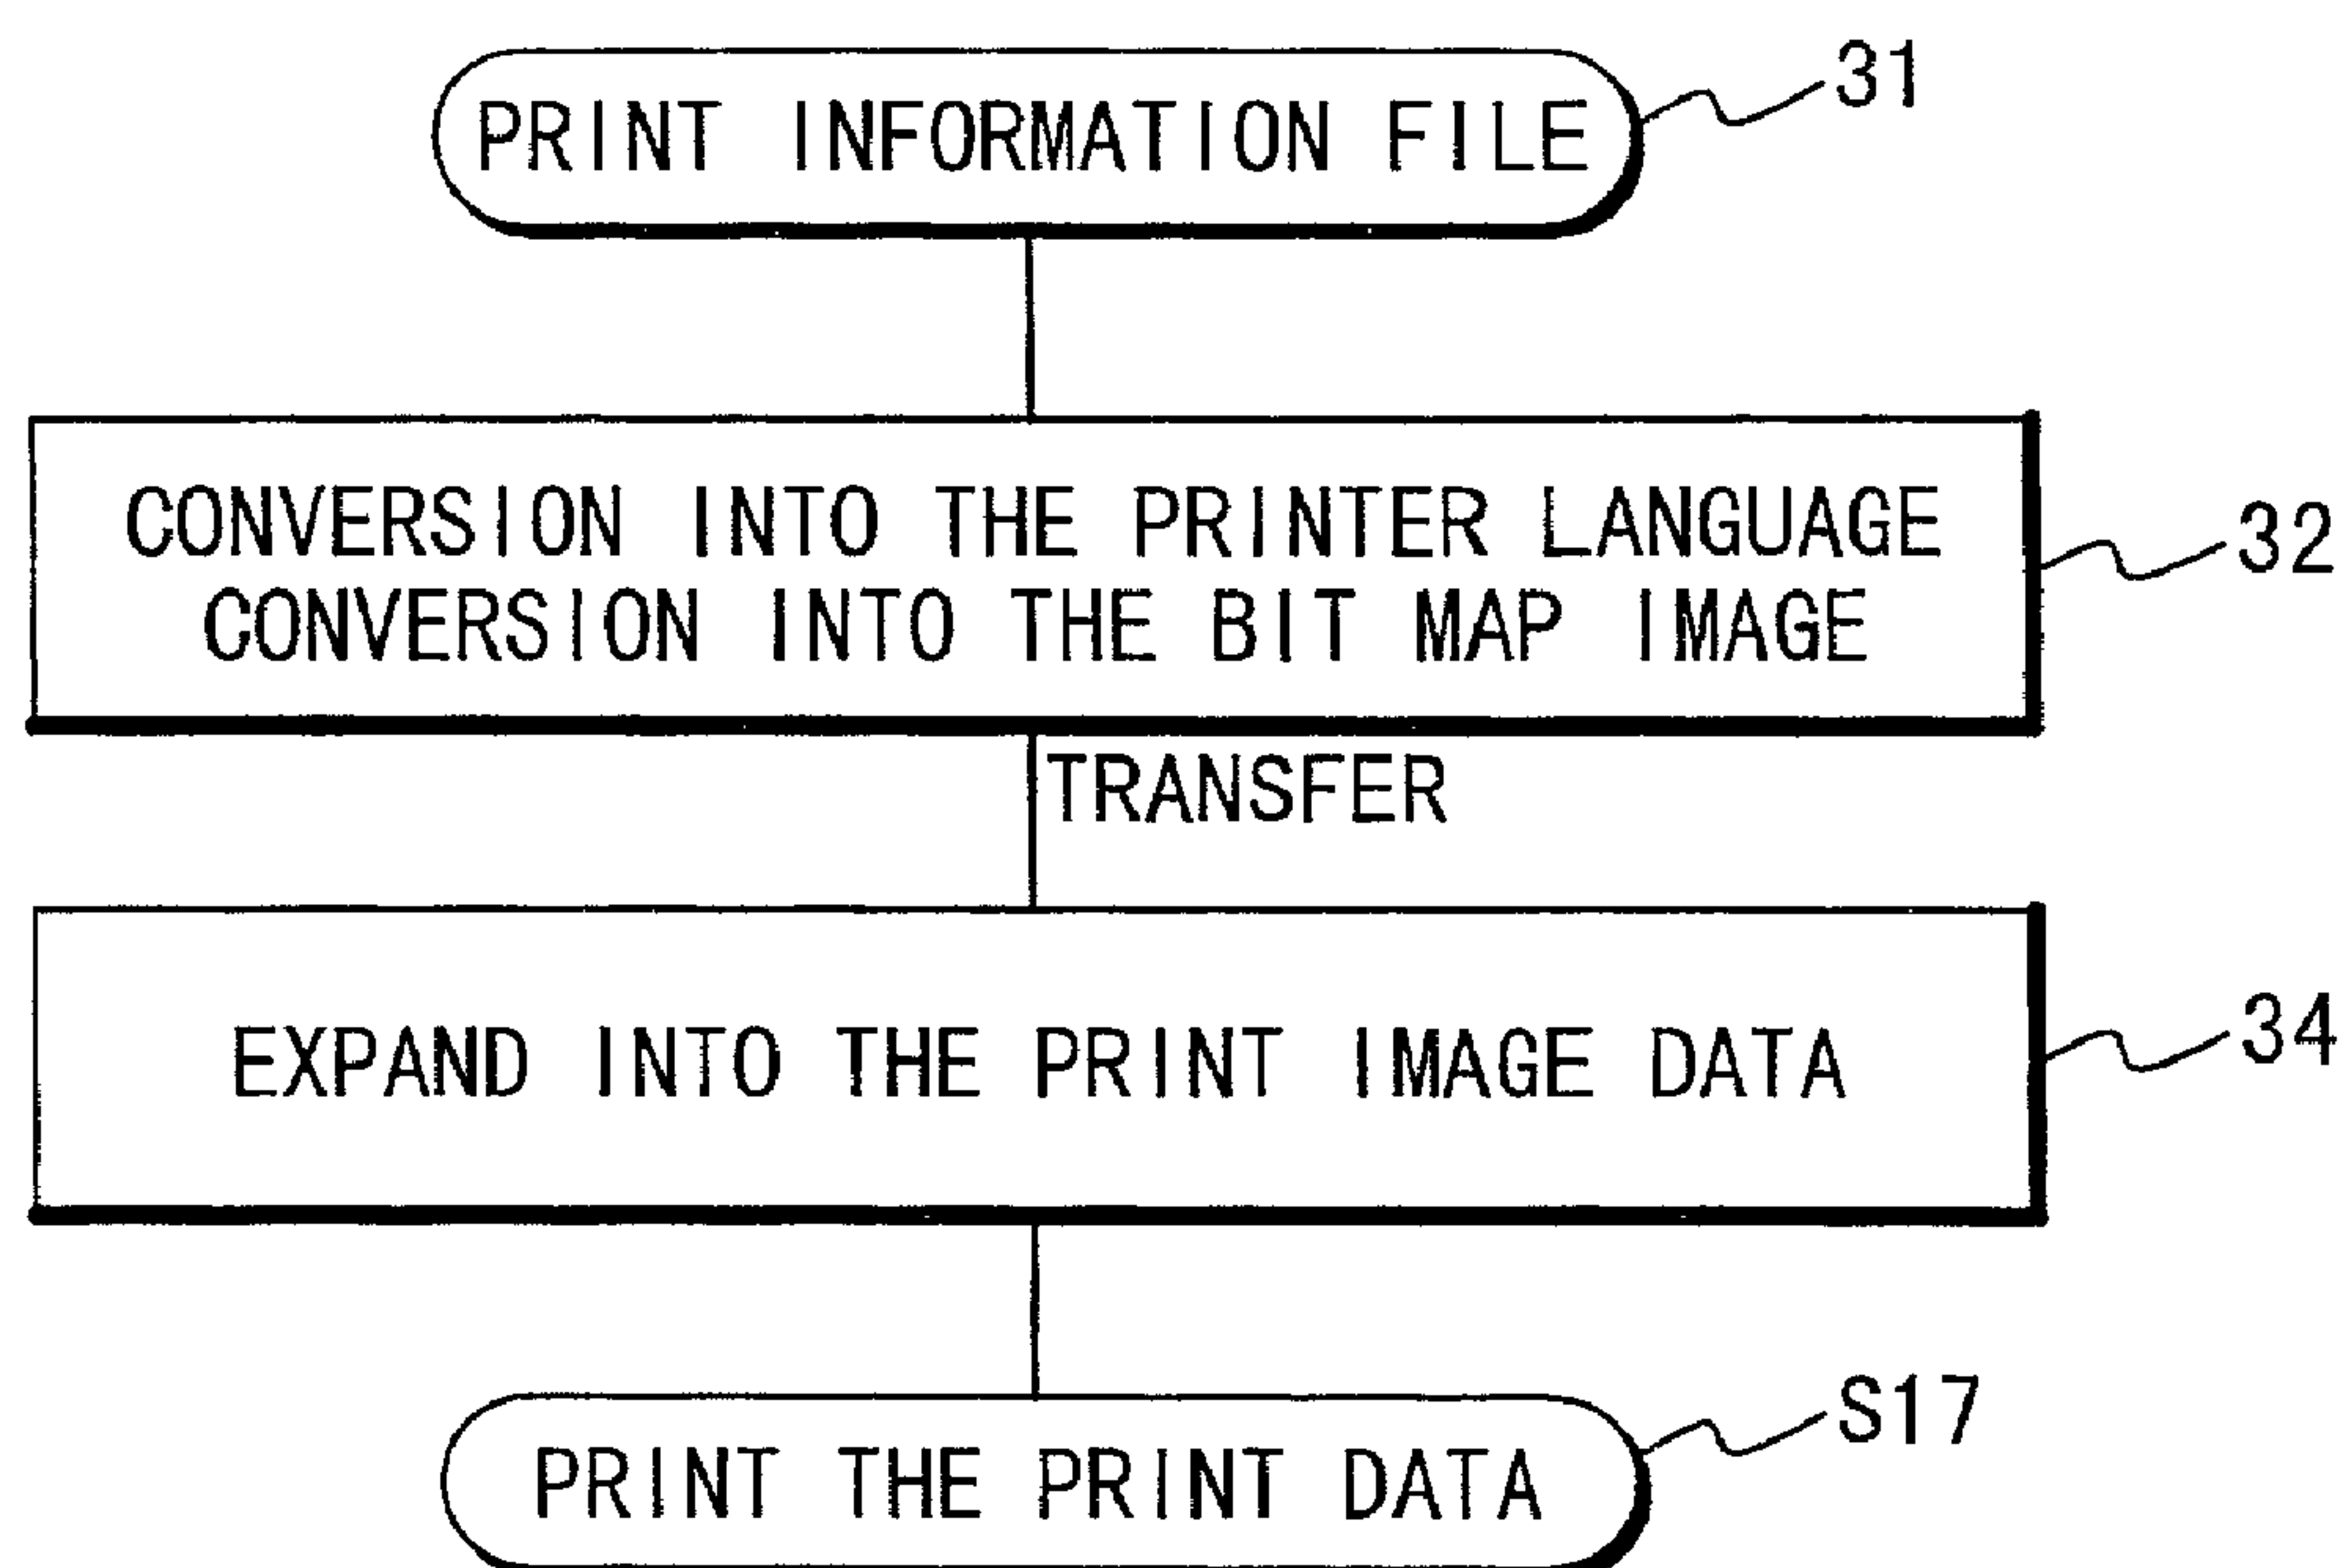 PRINT INFORMATION FILE
31
CONVERSION INTO THE PRINTER LANGUAGE
CONVERSION INTO THE BIT MAP IMAGE
32
TRANSFER
EXPAND INTO THE PRINT IMAGE DATA
34
PRINT THE PRINT DATA
S17